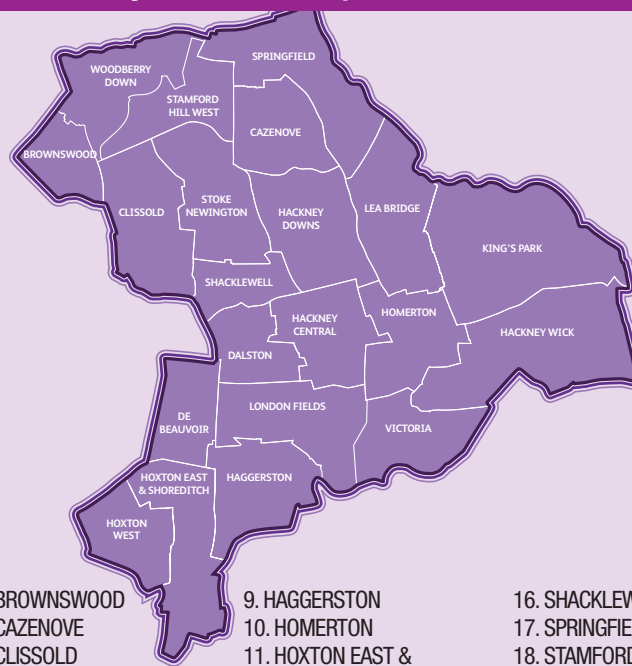 SPRINGFIELD
WOODBERRY
DOWN
STAMFORD
HILL WEST
CAZENOVE
BROWNSWOOD
CLISSOLD
STOKE
NEWINGTON
HACKNEY
DOWNS
LEA BRIDGE
KING'S PARK
SHACKLEWELL
HACKNEY
CENTRAL
HOMERTON
HACKNEY WICK
DALSTON
LONDON FIELDS
DE
BEAUVOIR
VICTORIA
HOXTON EAST
& SHOREDITCH
HAGGERSTON
HOXTON
WEST
BROWNSWOOD
CAZENOVE
CLISSOLD
9. HAGGERSTON
10. HOMERTON
11. HOXTON EAST &
16. SHACKLEW
17. SPRINGFIE
18. STAMFORD